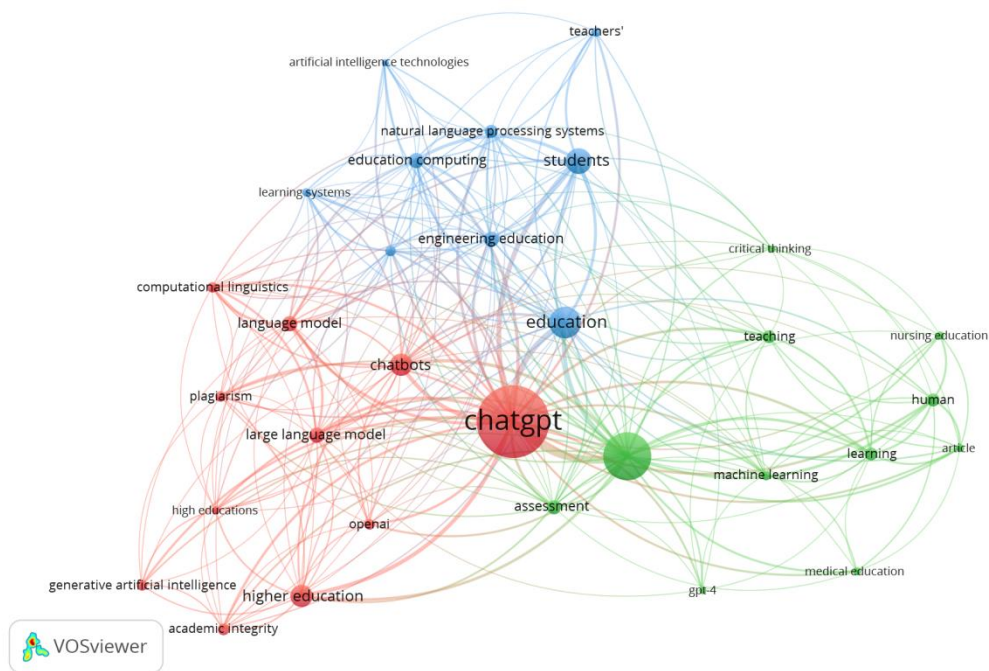 teachers'
artificial intelligence technologies
natural language processing systems
education computing
students
learning systems
engineering education
critical thinking
computational linguistics
language model
education
teaching
nursing education
chatbots
plagiarism
human
chatgpt
large language model
article
learning
machine learning
high educations
assessment
openai
medical education
generative artificial intelligence
gpt-4
higher education
academic integrity
VOSviewer